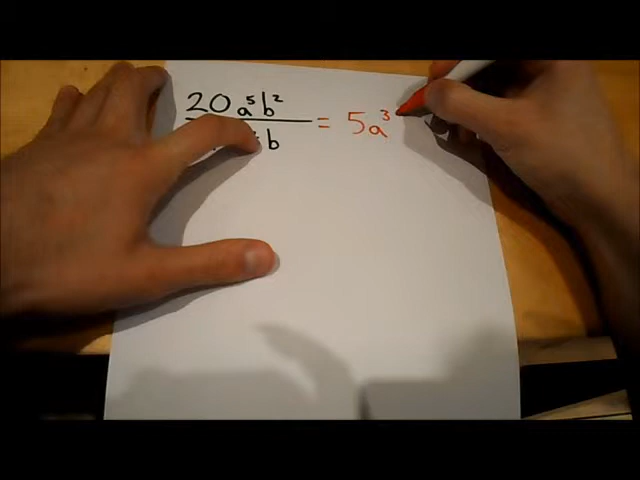 20a⁵b² = 5a³
b